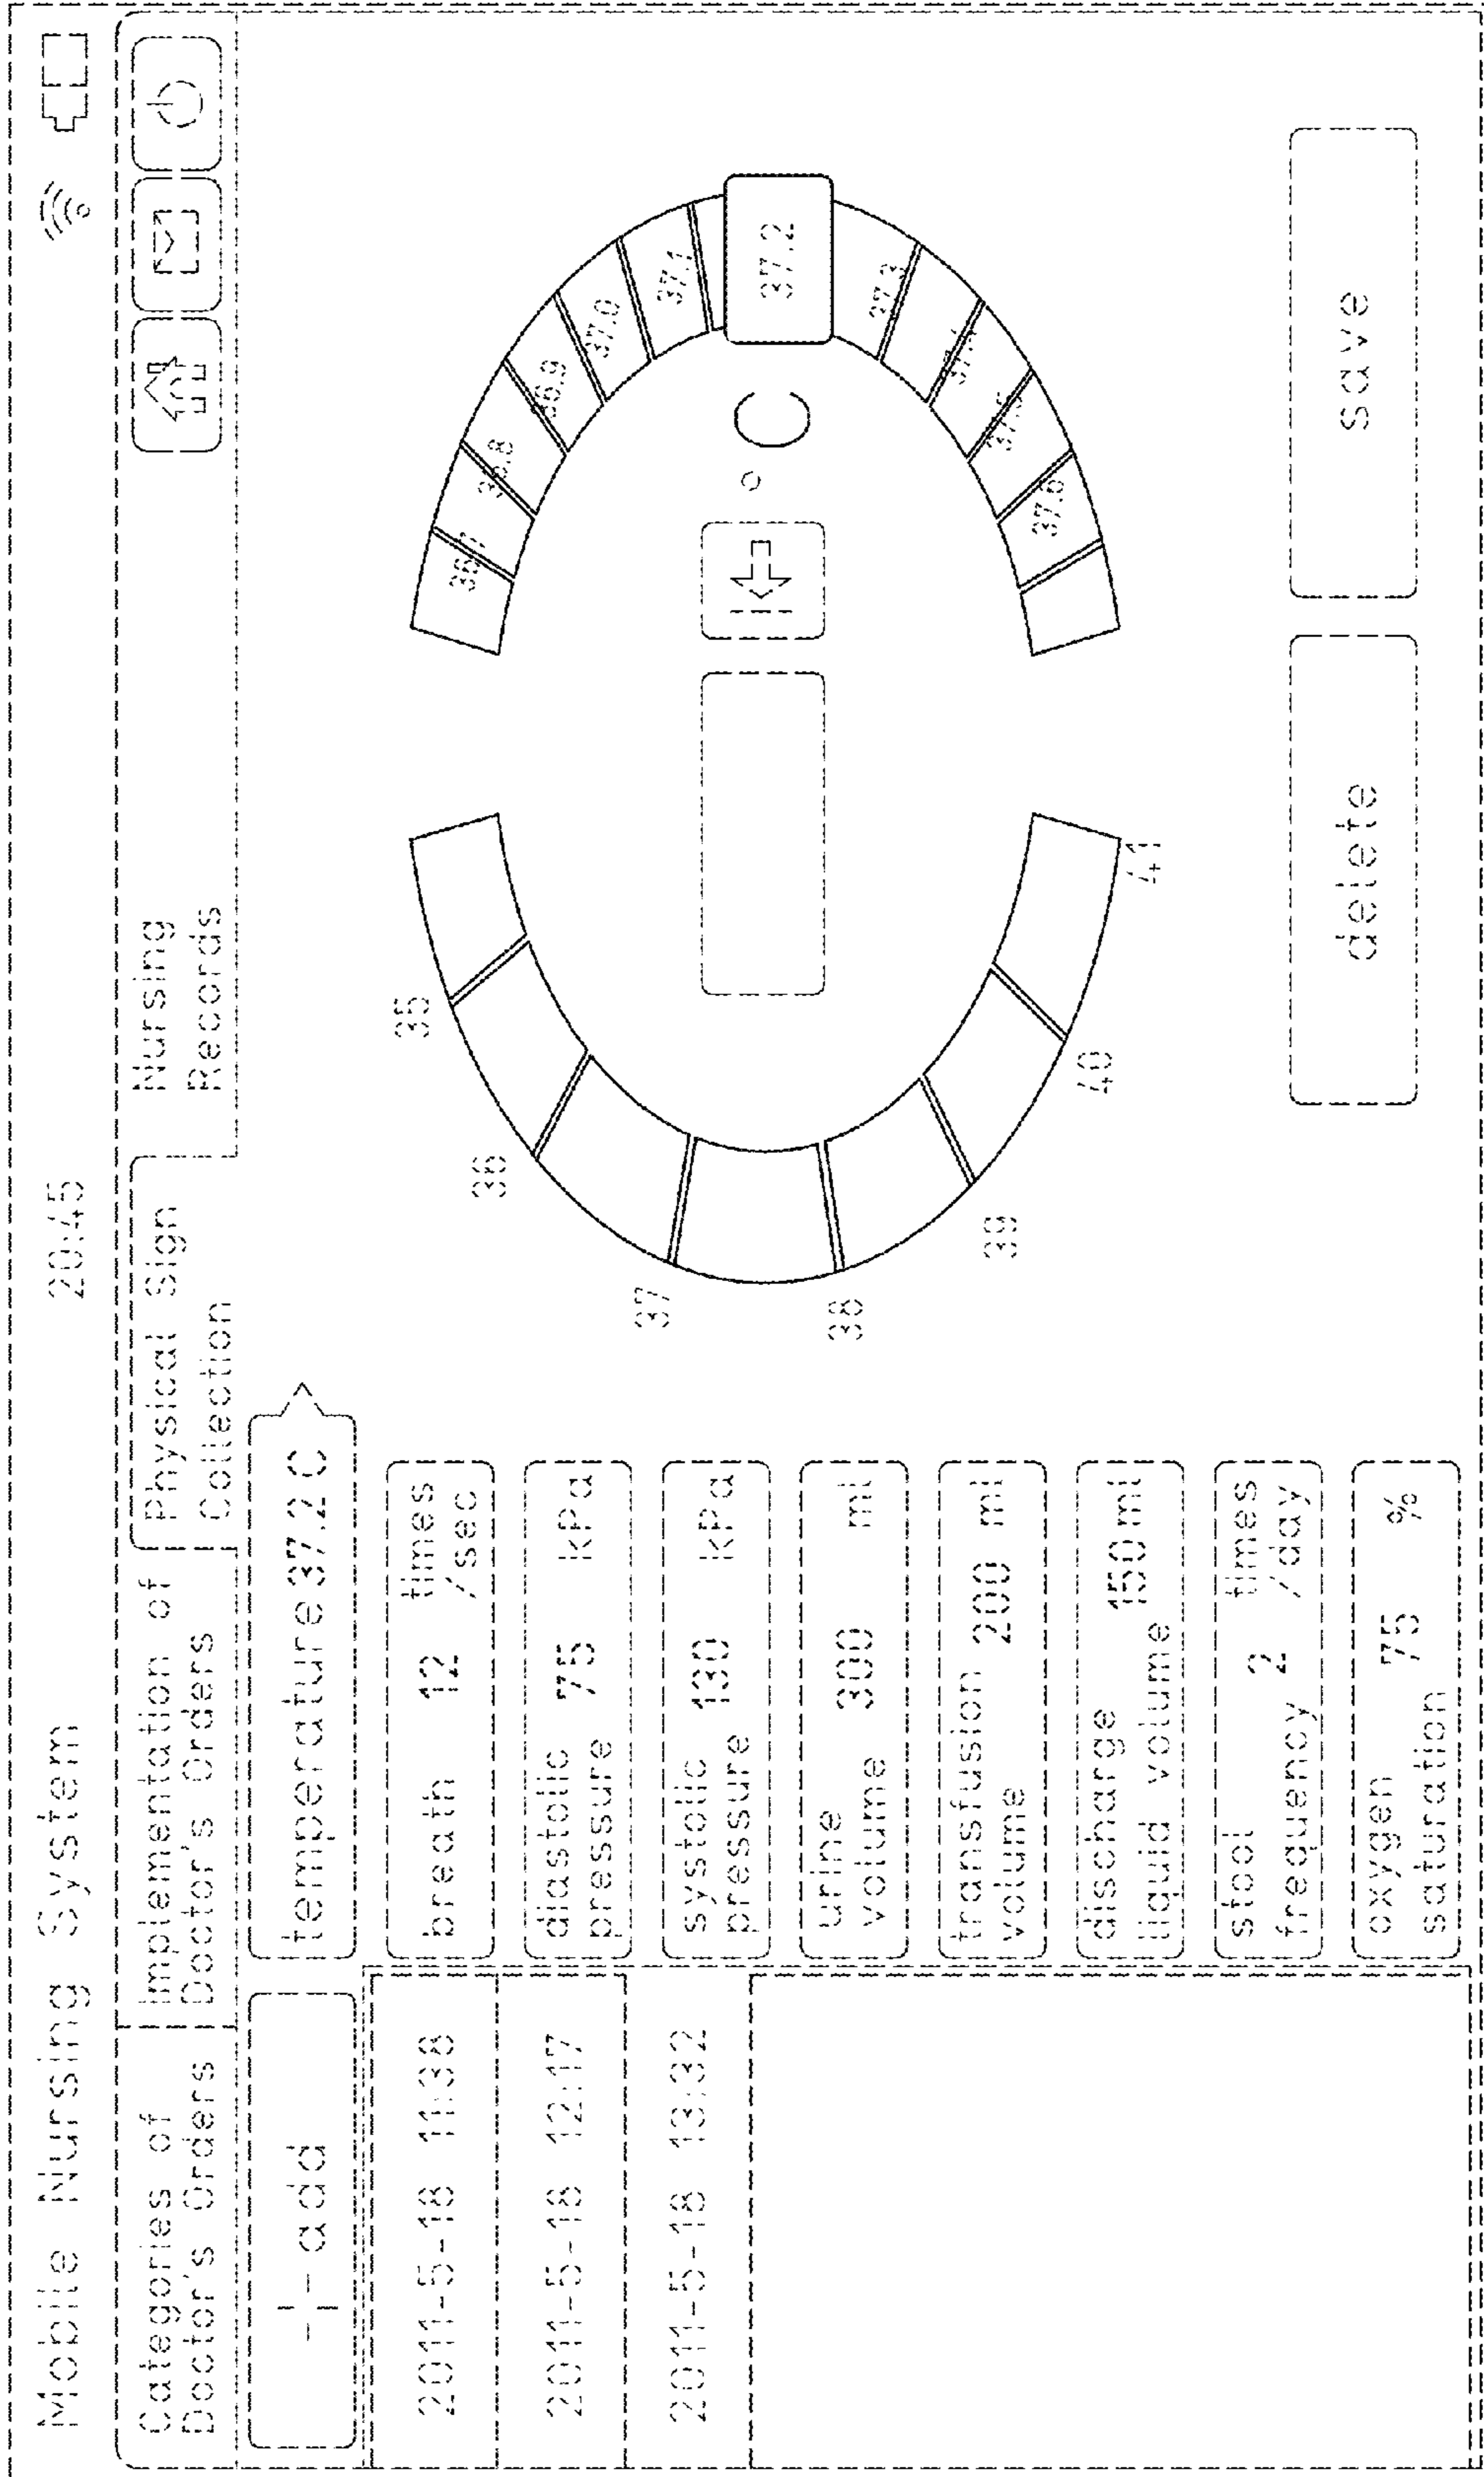 Mobile Nursing System
20:45
Categories of
Doctor's Orders
Implementation of
Doctor's Orders
Physical Sign
Collection
Nursing
Records
add
2011-5-18 11:38
2011-5-18 12:17
2011-5-18 13:32
temperature 37.2 C
breath 12 times
/sec
diastolic
pressure 75 kPa
systolic
pressure 130 kPa
urine
volume 300 ml
transfusion
volume 200 ml
discharge
liquid volume 150 ml
stool
frequency 2 times
/day
oxygen
saturation 75 %
35
36
37
38
39
40
41
36.8
36.9
37.0
37.1
37.2
37.3
37.6
° C
delete
save